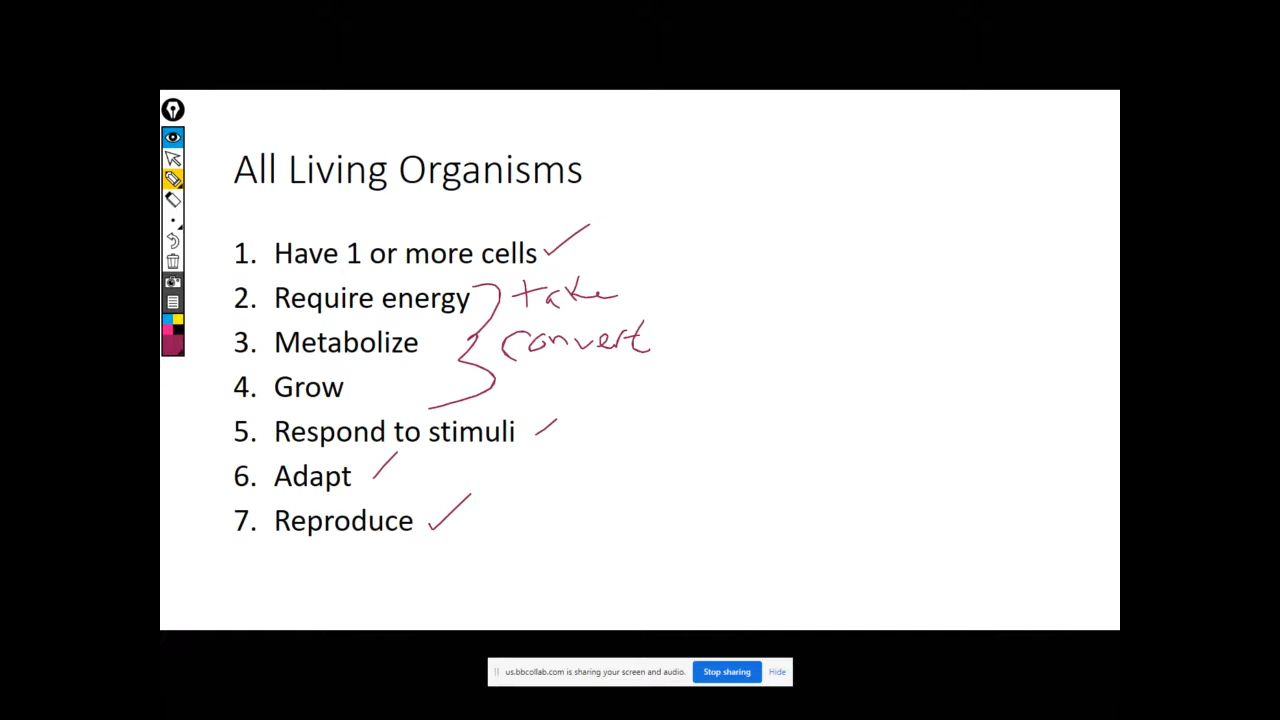 All Living Organisms
1. Have 1 or more cells
2. Require energy take
3. Metabolize convert
4. Grow
5. Respond to stimuli
6. Adapt
7. Reproduce
us.bbcollab.com is sharing your screen and audio. Stop sharing Hide